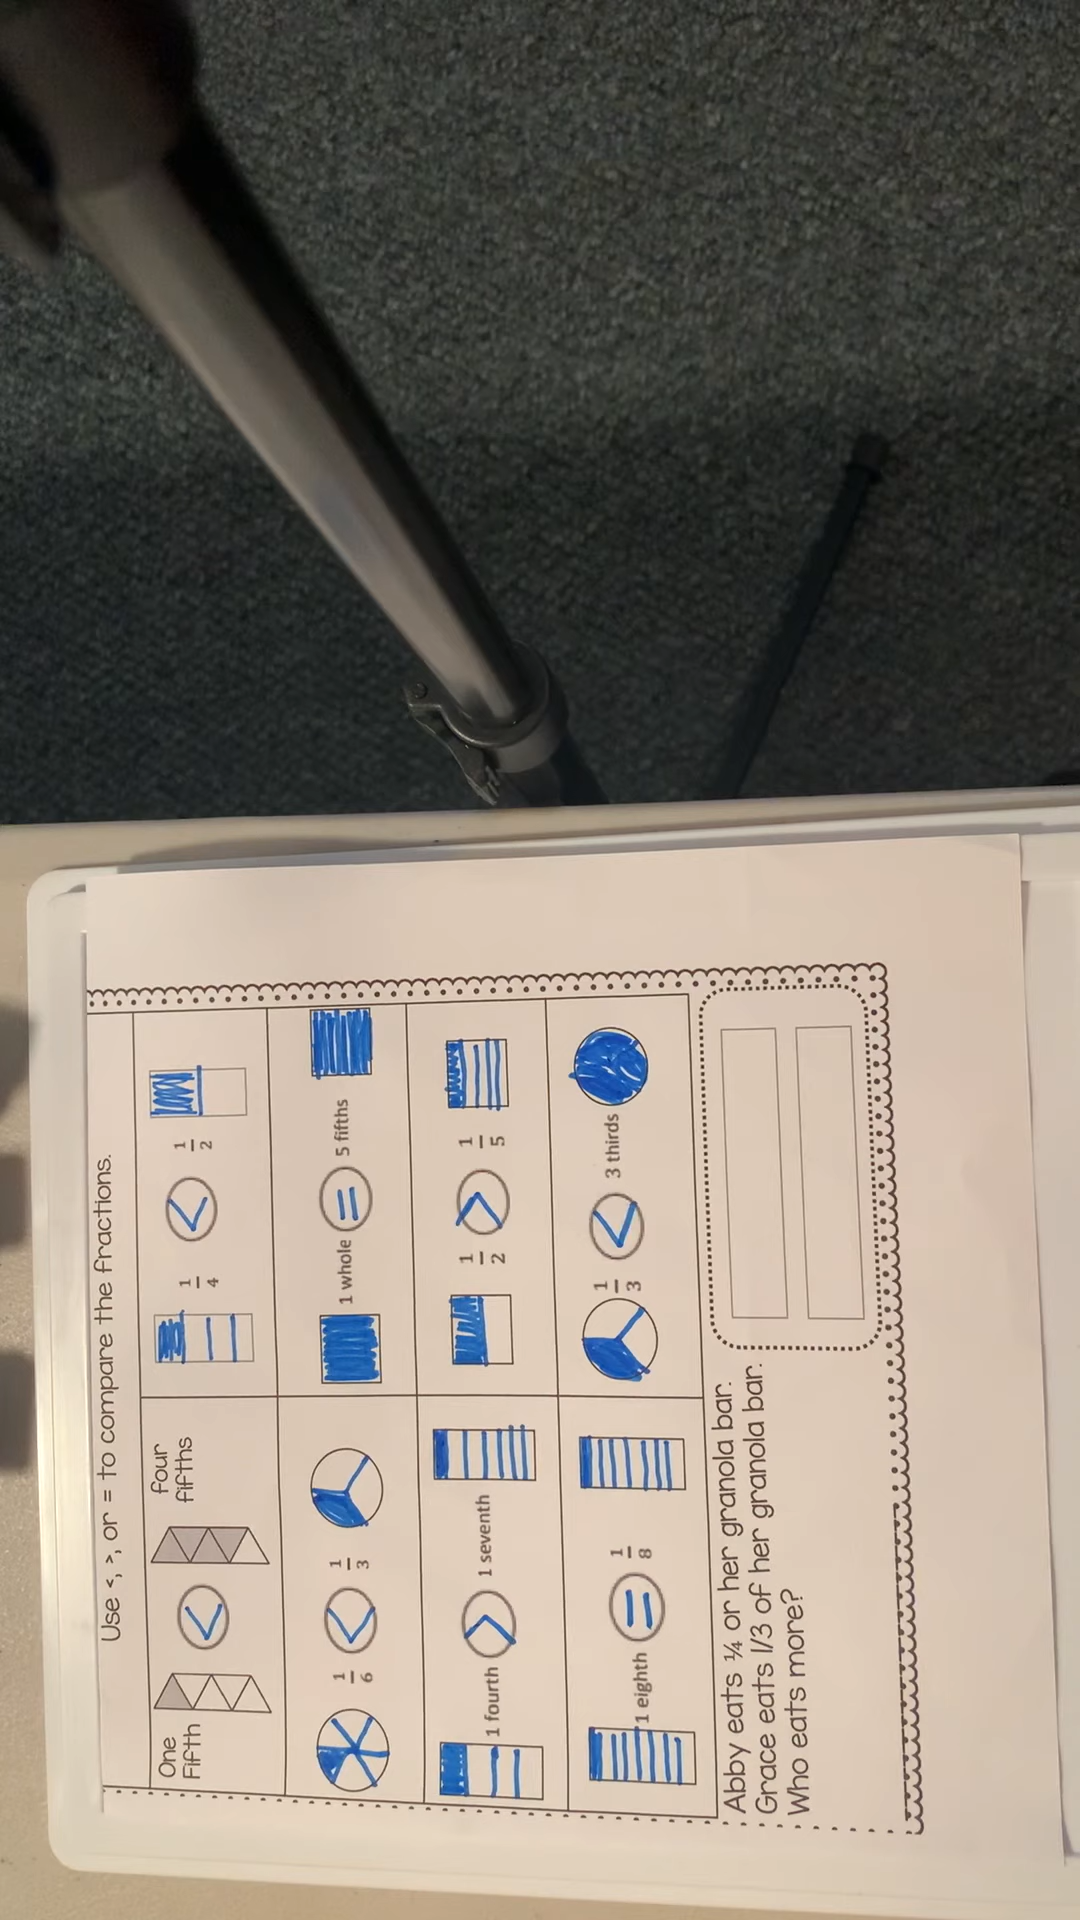 Use <, >, or = to compare the fractions.
One Fifth < four fifths
1/4 < 1/2
1/6 < 1/3
1 whole = 5 fifths
1 fourth > 1 seventh
1/2 > 1/5
1 eighth = 1/8
1/3 < 3 thirds
Abby eats ¼ or her granola bar.
Grace eats 1/3 of her granola bar.
Who eats more?